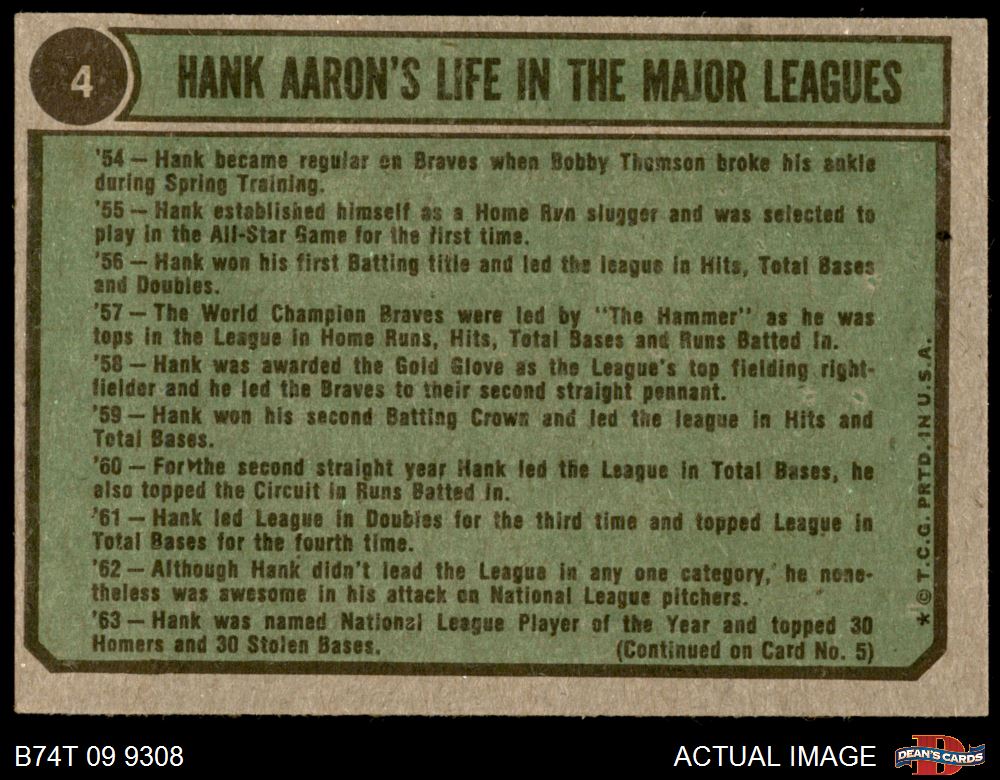 4
HANK AARON'S LIFE IN THE MAJOR LEAGUES
'54 — Hank became regular on Braves when Bobby Thomson broke his ankle
during Spring Training.
'55 — Hank established himself as a Home Run slugger and was selected to
play in the All-Star Game for the first time.
'56 — Hank won his first Batting title and led the league in Hits, Total Bases
and Doubles.
'57 — The World Champion Braves were led by "The Hammer" as he was
tops in the League in Home Runs, Hits, Total Bases and Runs Batted In.
'58 — Hank was awarded the Gold Glove as the League's top fielding right-
fielder and he led the Braves to their second straight pennant.
'59 — Hank won his second Batting Crown and led the league in Hits and
Total Bases.
'60 — For the second straight year Hank led the League in Total Bases, he
also topped the Circuit in Runs Batted In.
'61 — Hank led League in Doubles for the third time and topped League in
Total Bases for the fourth time.
'62 — Although Hank didn't lead the League in any one category, he none-
theless was awesome in his attack on National League pitchers.
'63 — Hank was named National League Player of the Year and topped 30
Homers and 30 Stolen Bases. (Continued on Card No. 5)
* © T.C.G. PRTD. IN U.S.A.
B74T 09 9308
ACTUAL IMAGE
D
DEAN'S CARDS